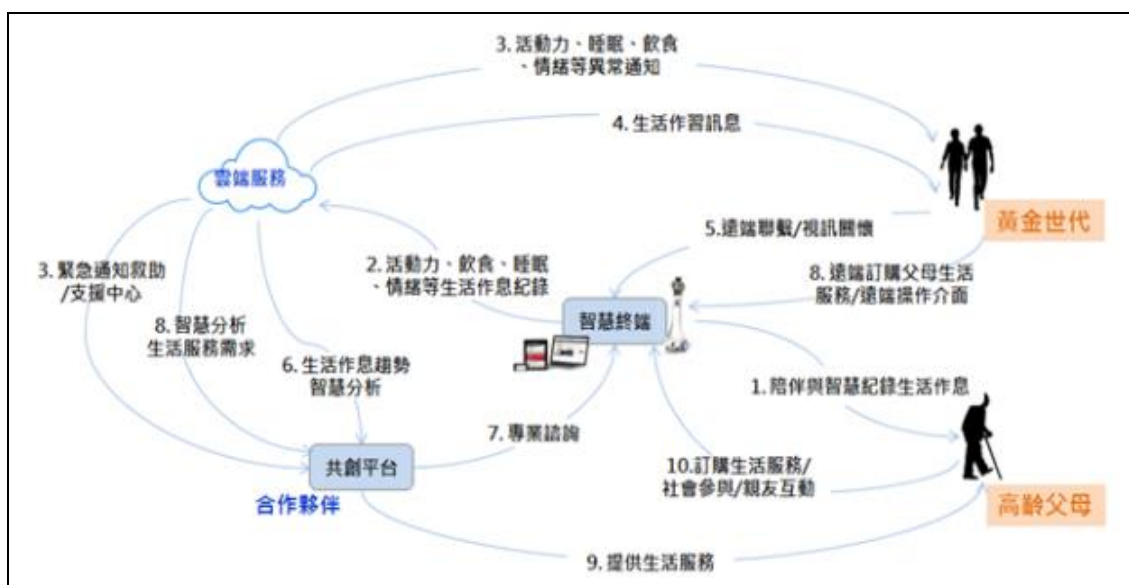 3. 活動力、睡眠、飲食
、情緒等異常通知
4. 生活作習訊息
雲端服務
黃金世代
5.遠端聯繫/視訊關懷
3. 緊急通知救助
/支援中心
2. 活動力、飲食、睡眠
、情緒等生活作息紀錄
8. 遠端訂購父母生活
服務/遠端操作介面
8. 智慧分析
生活服務需求
智慧終端
6. 生活作息趨勢
智慧分析
1. 陪伴與智慧紀錄生活作息
7. 專業諮詢
共創平台
合作夥伴
10.訂購生活服務/
社會參與/親友互動
高齡父母
9. 提供生活服務